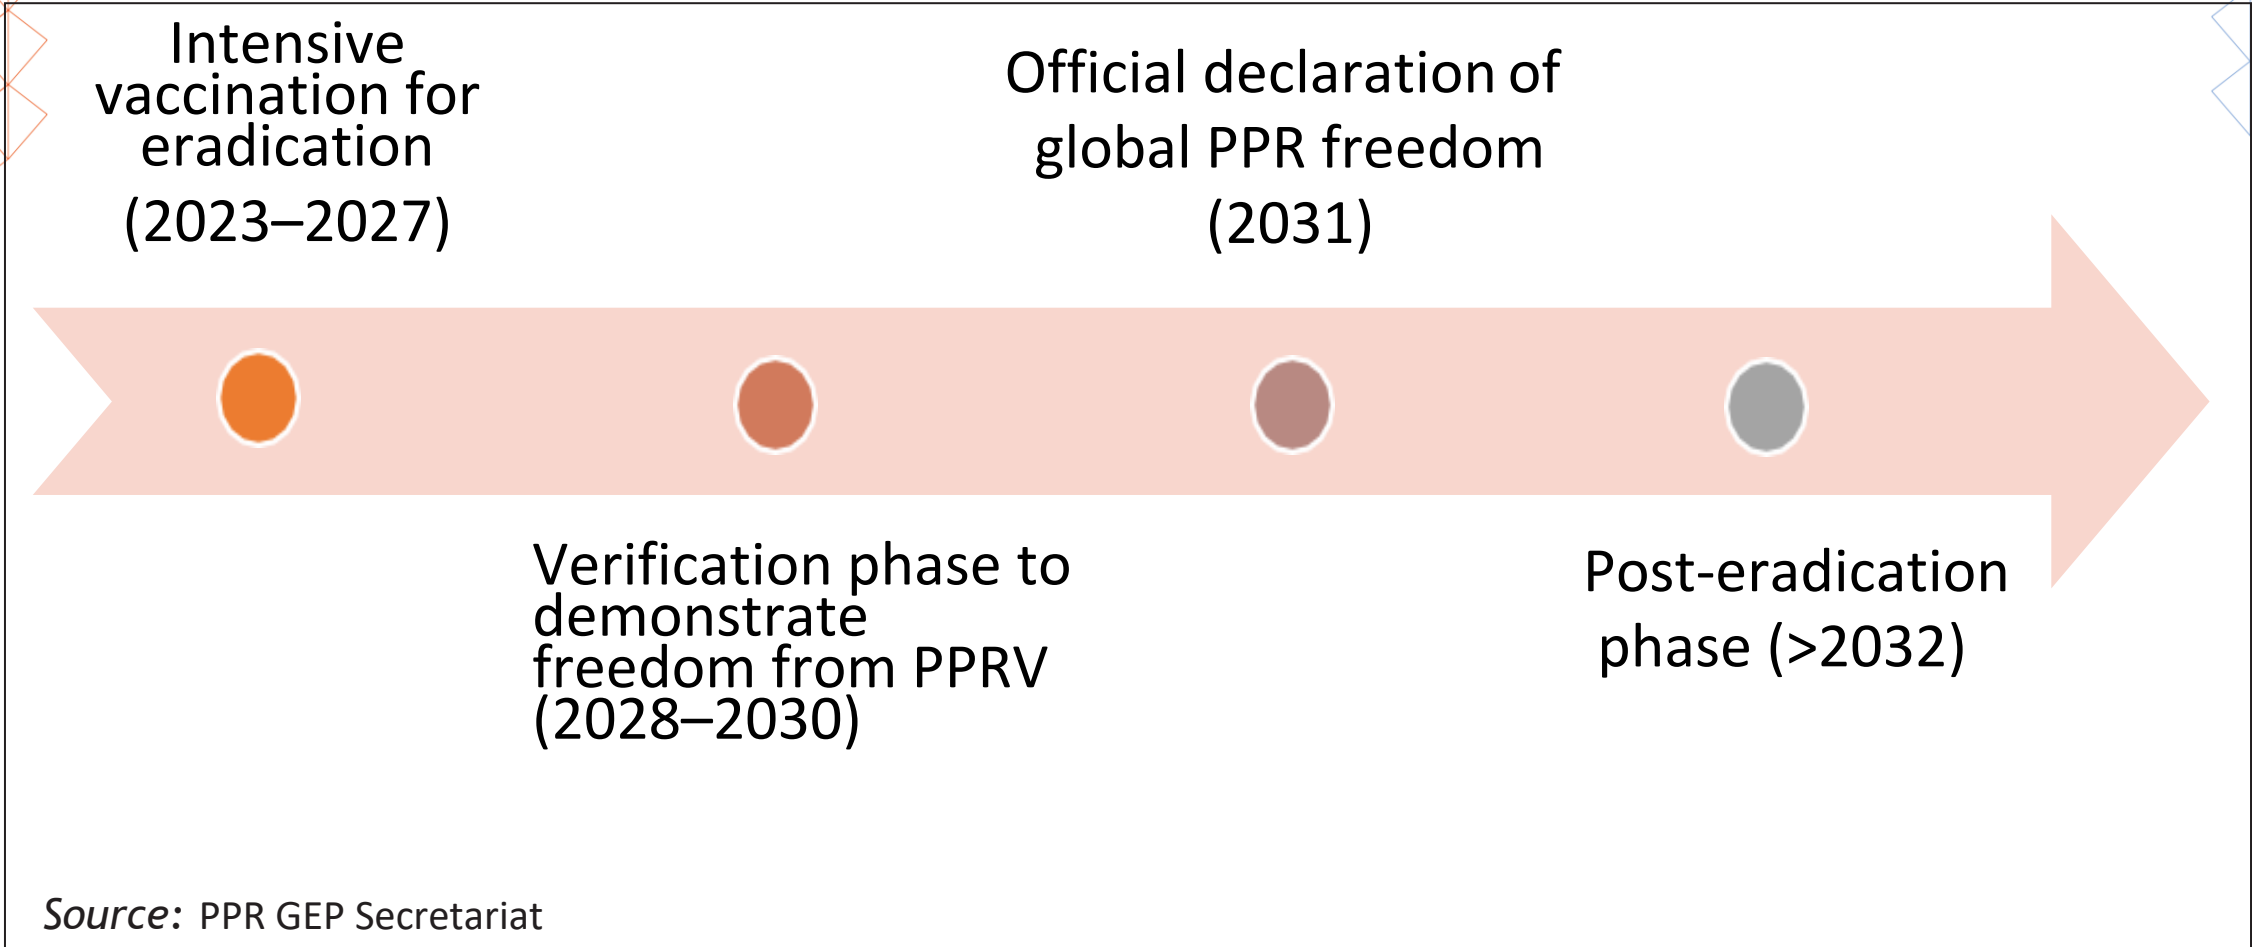 Intensive
vaccination for
eradication
(2023–2027)
Official declaration of
global PPR freedom
(2031)
Verification phase to
demonstrate
freedom from PPRV
(2028–2030)
Post-eradication
phase (>2032)
Source: PPR GEP Secretariat